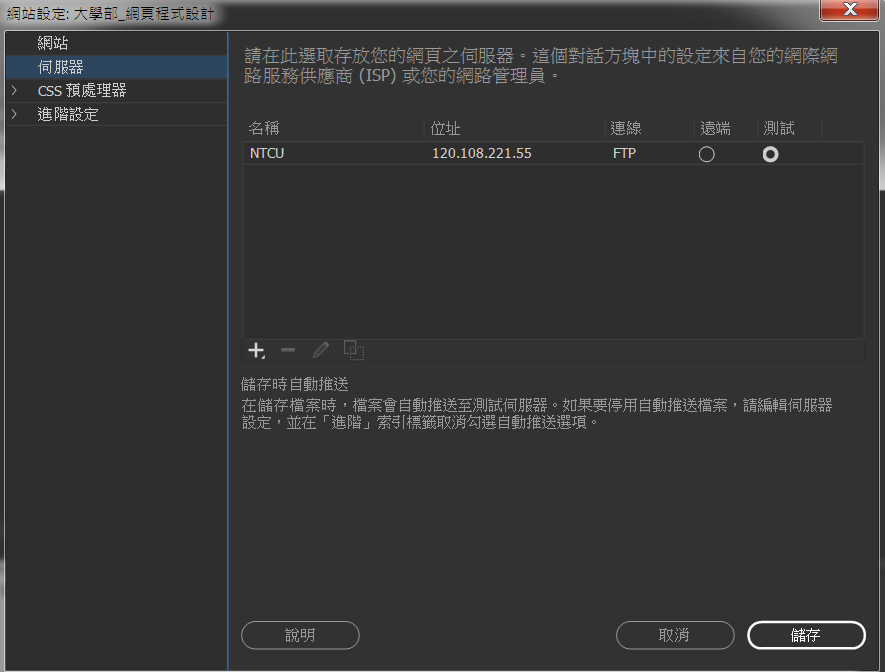 網站設定: 大學部_網頁程式設計
網站
伺服器
CSS 預處理器
進階設定
請在此選取存放您的網頁之伺服器。這個對話方塊中的設定來自您的網際網
路服務供應商 (ISP) 或您的網路管理員。
名稱 位址 連線 遠端 測試
NTCU 120.108.221.55 FTP
儲存時自動推送
在儲存檔案時，檔案會自動推送至測試伺服器。如果要停用自動推送檔案，請編輯伺服器
設定，並在「進階」索引標籤取消勾選自動推送選項。
說明 取消 儲存